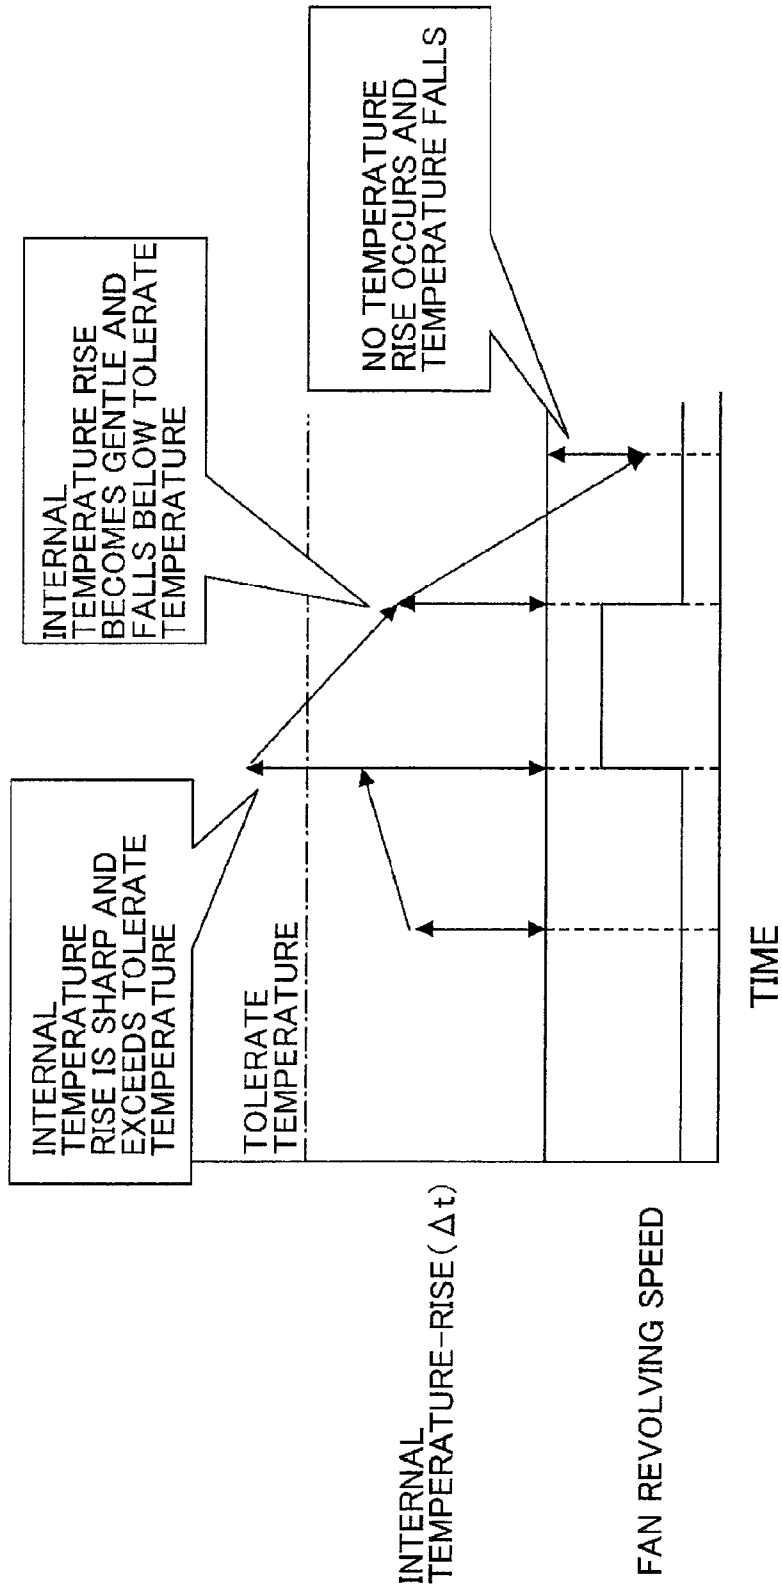 INTERNAL
TEMPERATURE
RISE IS SHARP AND
EXCEEDS TOLERATE
TEMPERATURE
INTERNAL
TEMPERATURE RISE
BECOMES GENTLE AND
FALLS BELOW TOLERATE
TEMPERATURE
NO TEMPERATURE
RISE OCCURS AND
TEMPERATURE FALLS
TOLERATE
TEMPERATURE
INTERNAL
TEMPERATURE-RISE(Δt)
FAN REVOLVING SPEED
TIME